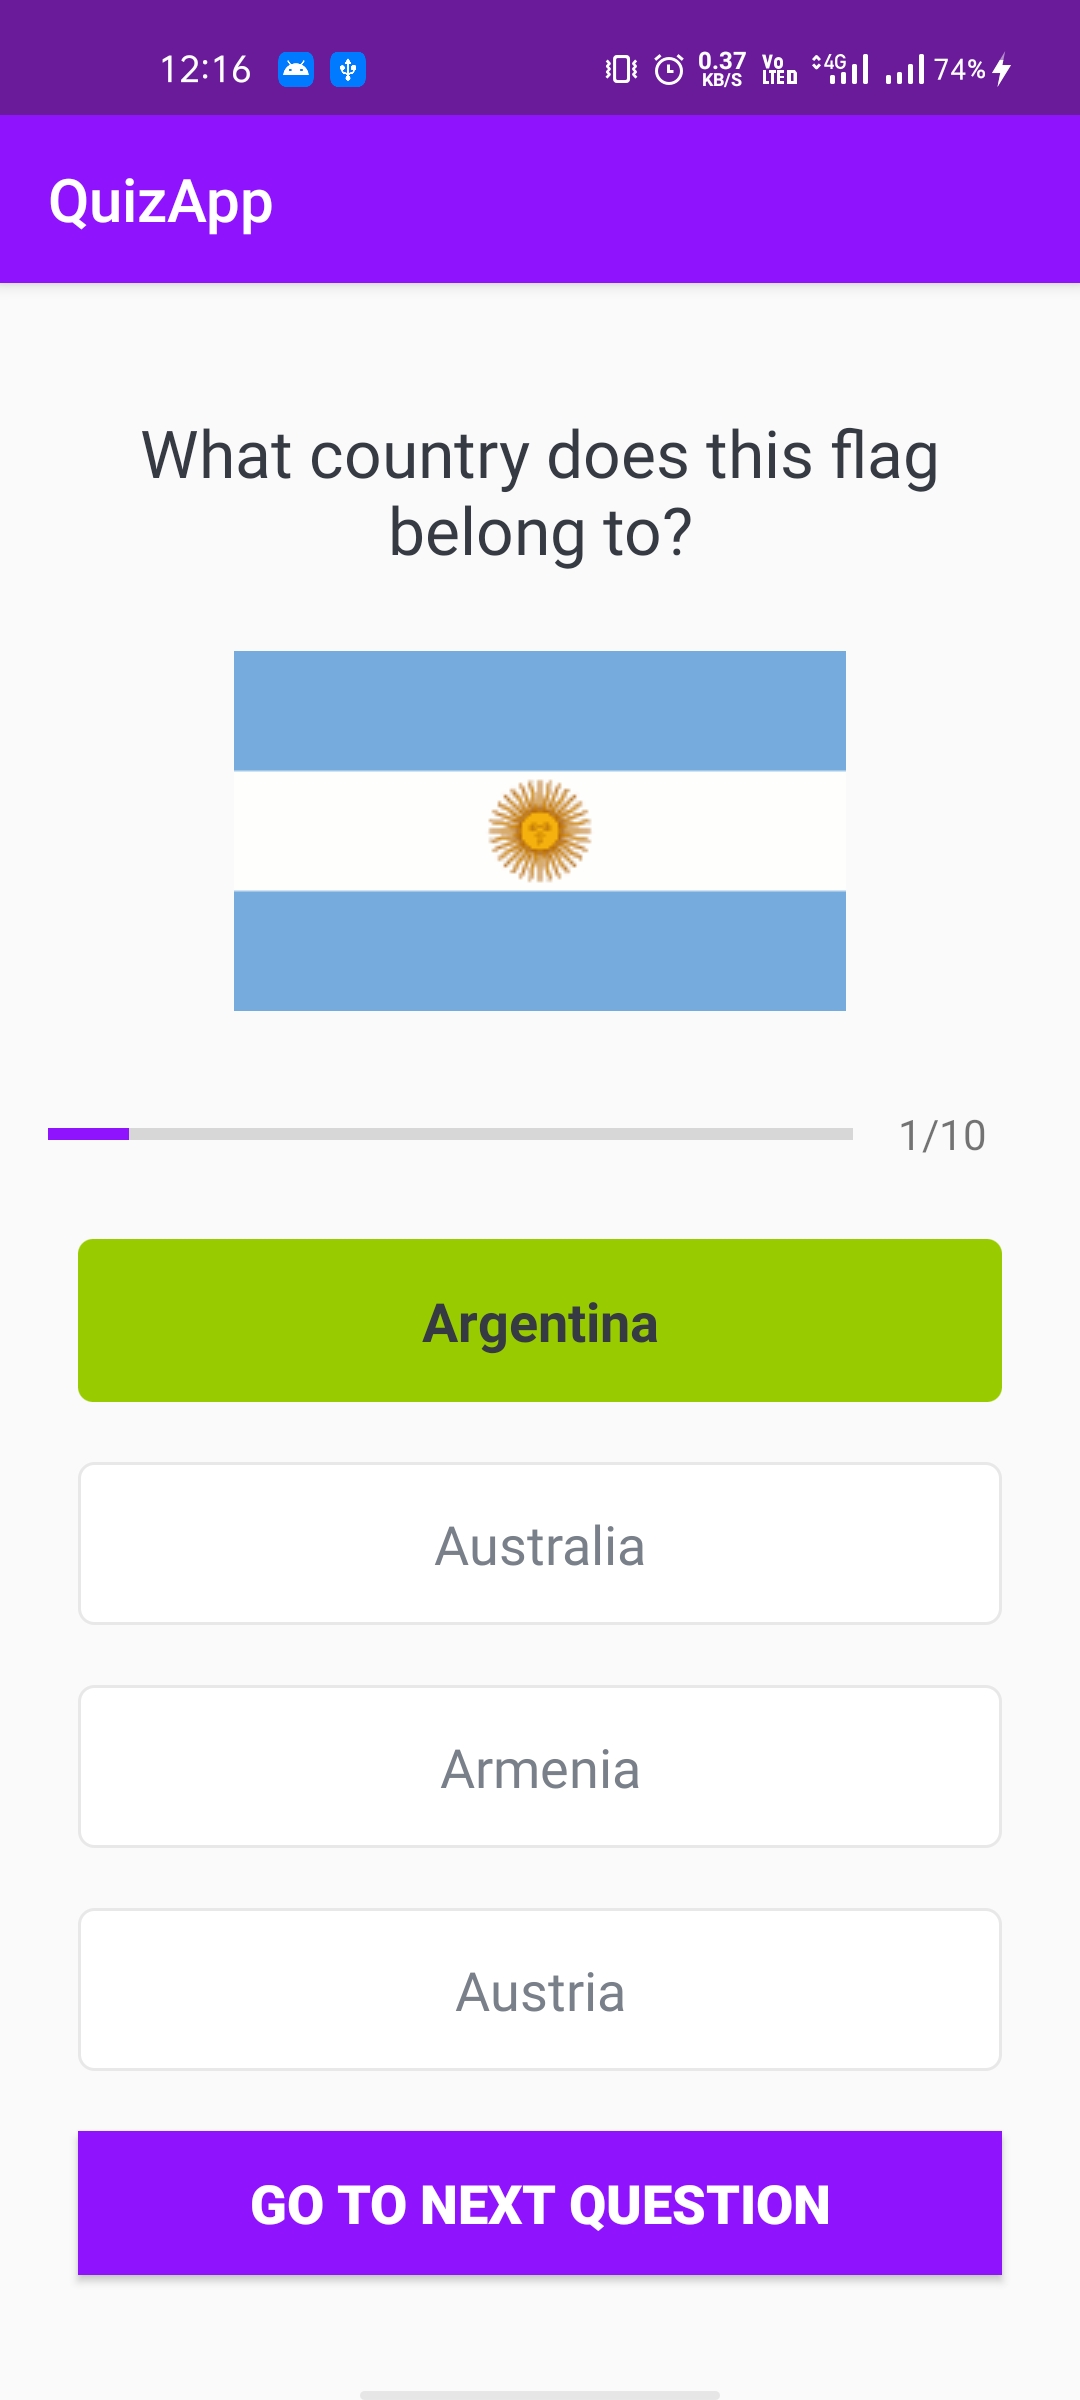 12:16 0.37 KB/S Vo LTE 4G 74%
QuizApp
What country does this flag
belong to?
1/10
Argentina
Australia
Armenia
Austria
GO TO NEXT QUESTION